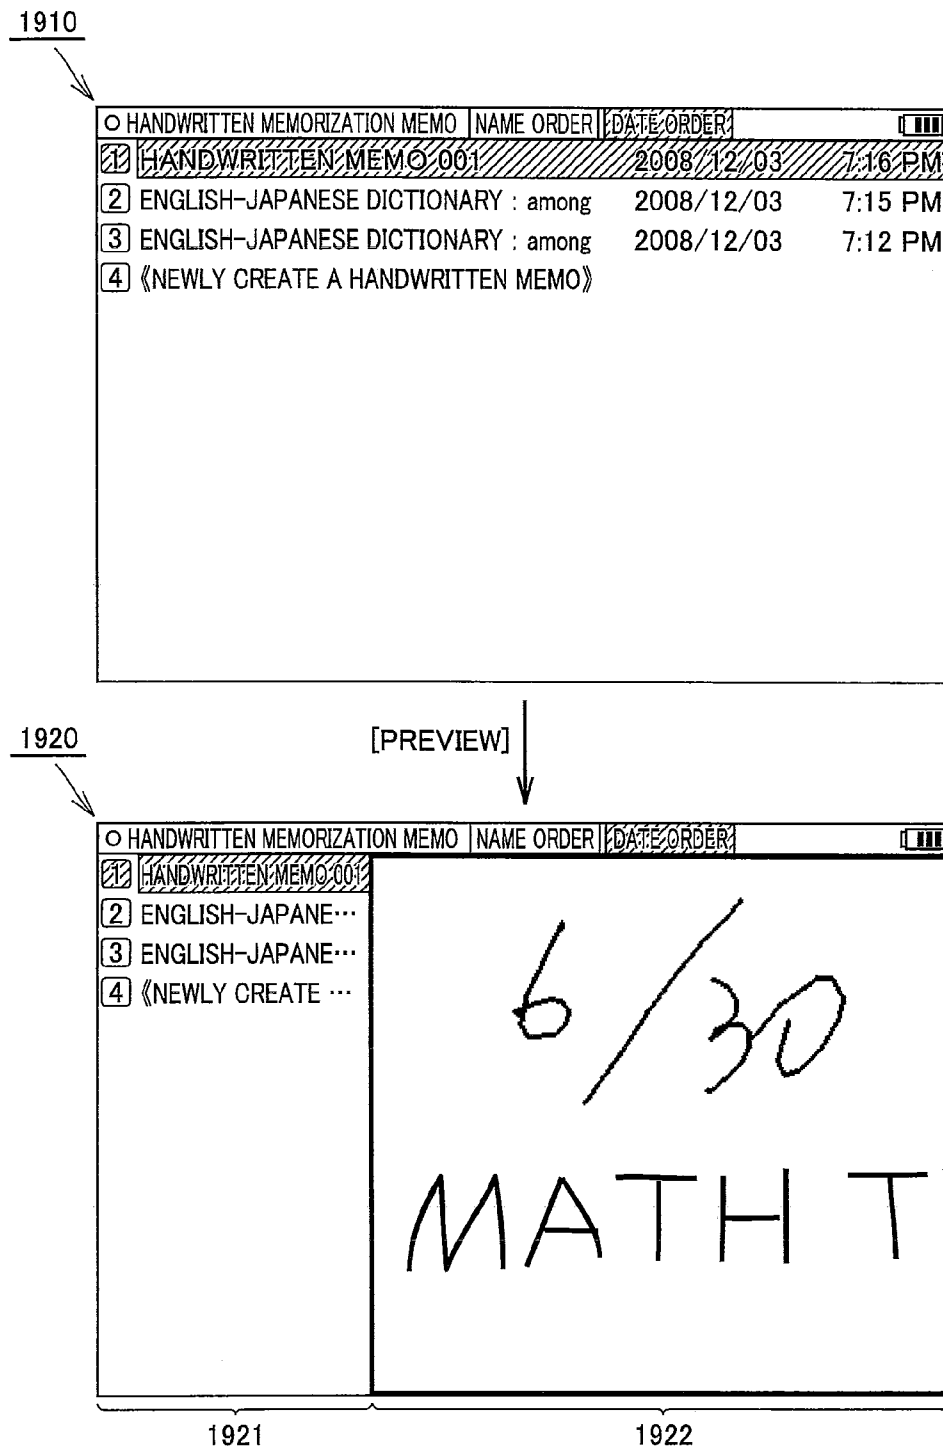 1910
○ HANDWRITTEN MEMORIZATION MEMO NAME ORDER DATE ORDER
1 HANDWRITTEN MEMO 001 2008/12/03 7:16 PM
2 ENGLISH-JAPANESE DICTIONARY : among 2008/12/03 7:15 PM
3 ENGLISH-JAPANESE DICTIONARY : among 2008/12/03 7:12 PM
4 《NEWLY CREATE A HANDWRITTEN MEMO》
1920
[PREVIEW]
○ HANDWRITTEN MEMORIZATION MEMO NAME ORDER DATE ORDER
1 HANDWRITTEN MEMO 001
2 ENGLISH-JAPANE…
3 ENGLISH-JAPANE…
4 《NEWLY CREATE …
6/30
MATH T
1921 1922